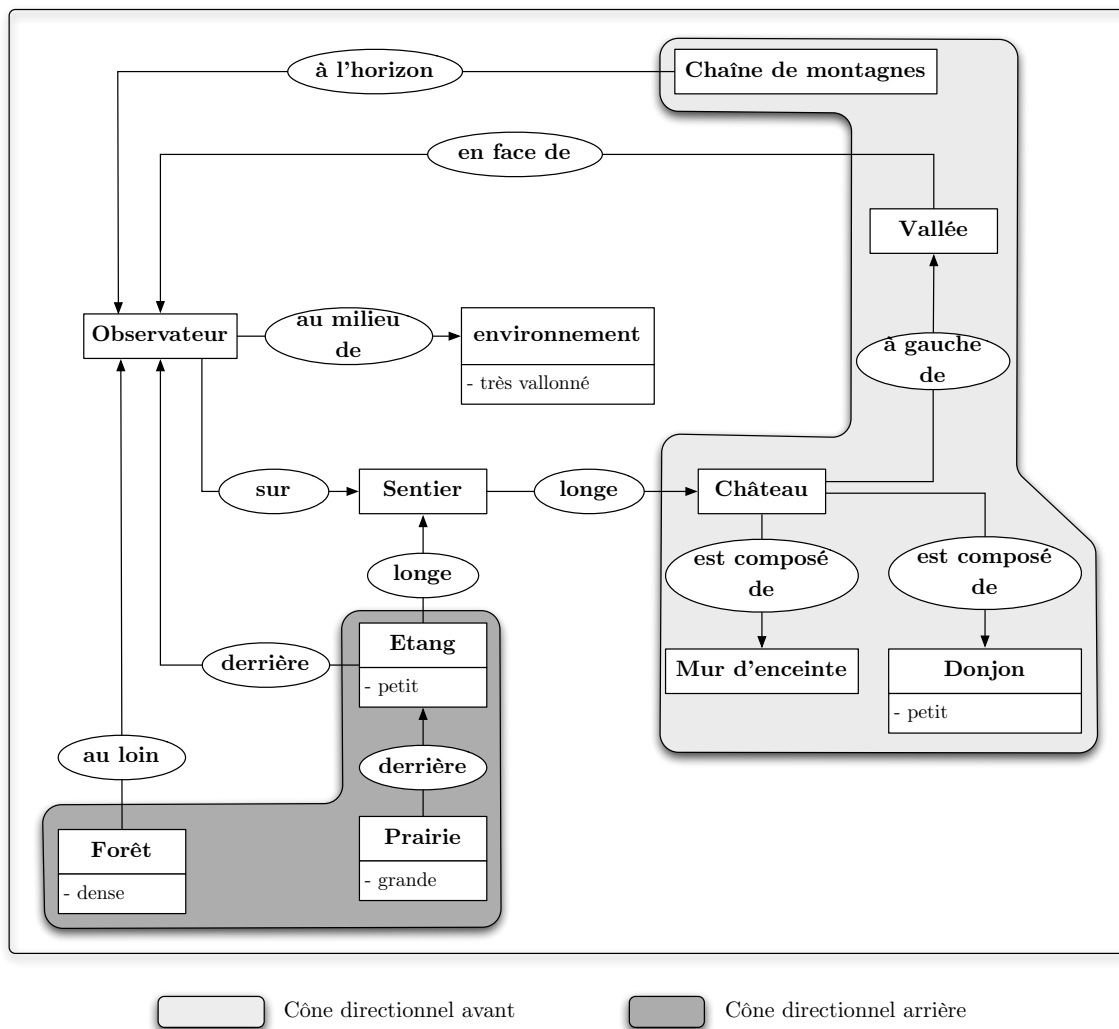 à l'horizon
Chaîne de montagnes
en face de
Vallée
Observateur
au milieu
de
environnement
- très vallonné
à gauche
de
sur
Sentier
longe
Château
longe
est composé
de
est composé
de
derrière
Etang
- petit
Mur d'enceinte
Donjon
- petit
au loin
derrière
Forêt
- dense
Prairie
- grande
Cône directionnel avant
Cône directionnel arrière